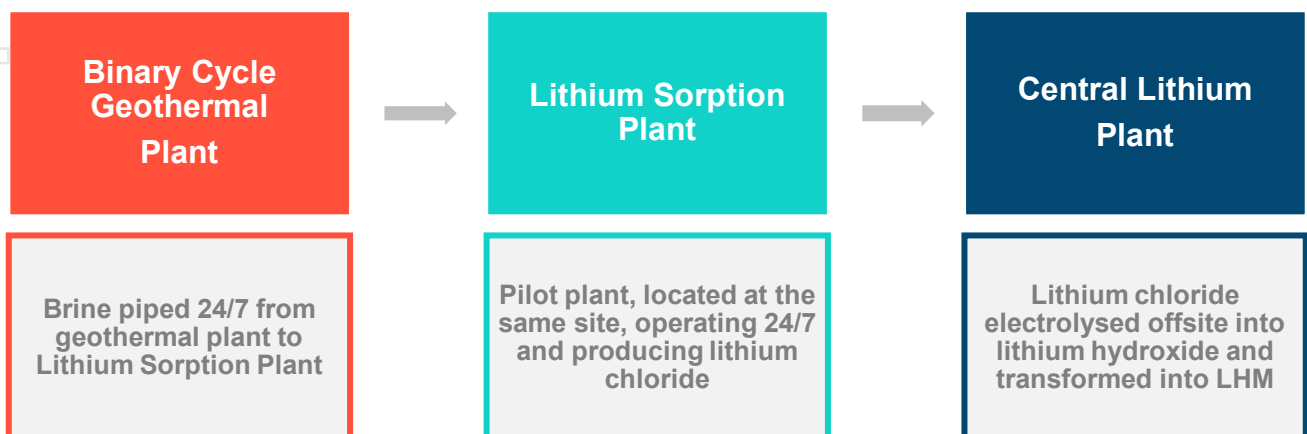 Binary Cycle
Geothermal
Plant
Lithium Sorption
Plant
Central Lithium
Plant
Brine piped 24/7 from
geothermal plant to
Lithium Sorption Plant
Pilot plant, located at the
same site, operating 24/7
and producing lithium
chloride
Lithium chloride
electrolysed offsite into
lithium hydroxide and
transformed into LHM